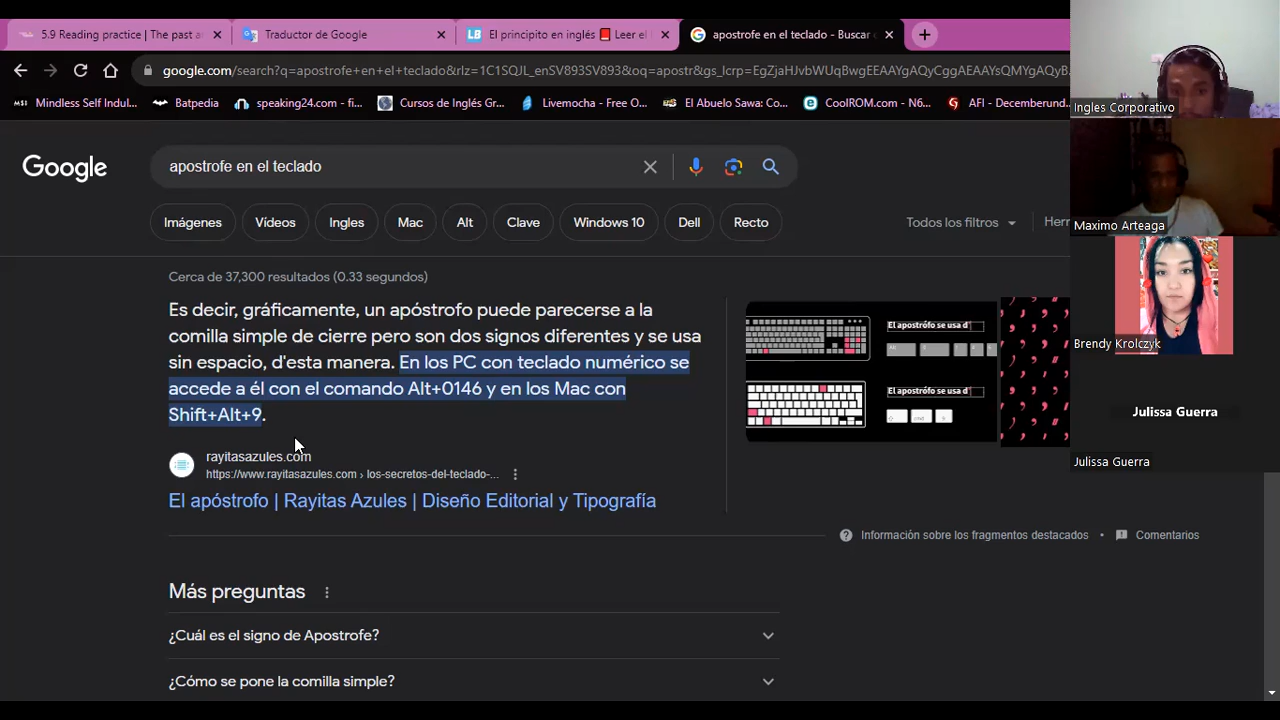 5.9 Reading practice | The past a
Traductor de Google
El principito en inglés 📕 Leer el l
apostrofe en el teclado - Buscar c
google.com/search?q=apostrofe+en+el+teclado&rlz=1C1SQJL_enSV893SV893&oq=apostr&gs_lcrp=EgZjaHJvbWUqBwgEEAAYgAQyCggAEAAYsQMYgAQyB
Mindless Self Indul...
Batpedia
speaking24.com - fi...
Cursos de Inglés Gr...
Livemocha - Free O...
El Abuelo Sawa: Co...
CoolROM.com - N6...
AFI - Decemberund
Google
apostrofe en el teclado
Imágenes
Vídeos
Ingles
Mac
Alt
Clave
Windows 10
Dell
Recto
Todos los filtros
Herr
Cerca de 37,300 resultados (0.33 segundos)
Es decir, gráficamente, un apóstrofo puede parecerse a la
comilla simple de cierre pero son dos signos diferentes y se usa
sin espacio, d'esta manera. En los PC con teclado numérico se
accede a él con el comando Alt+0146 y en los Mac con
Shift+Alt+9.
El apostrófo se usa d'
El apostrófo se usa d'
rayitasazules.com
https://www.rayitasazules.com › los-secretos-del-teclado-...
El apóstrofo | Rayitas Azules | Diseño Editorial y Tipografía
Información sobre los fragmentos destacados
Comentarios
Más preguntas
¿Cuál es el signo de Apostrofe?
¿Cómo se pone la comilla simple?
Ingles Corporativo
Maximo Arteaga
Brendy Krolczyk
Julissa Guerra
Julissa Guerra